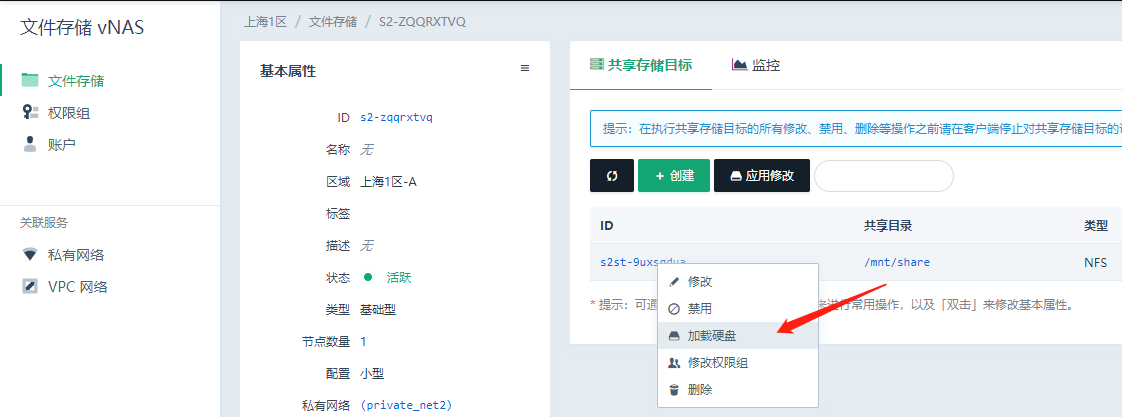 文件存储 vNAS
文件存储
权限组
账户
关联服务
私有网络
VPC 网络
上海1区 / 文件存储 / S2-ZQQRXTVQ
基本属性
ID s2-zqqrxtvq
名称 无
区域 上海1区-A
标签
描述 无
状态 活跃
类型 基础型
节点数量 1
配置 小型
私有网络 (private_net2)
共享存储目标 监控
提示：在执行共享存储目标的所有修改、禁用、删除等操作之前请在客户端停止对共享存储目标的
+ 创建 应用修改
ID 共享目录 类型
/mnt/share NFS
修改
禁用
加载硬盘
修改权限组
删除
* 提示：可通 来进行常用操作，以及「双击」来修改基本属性。